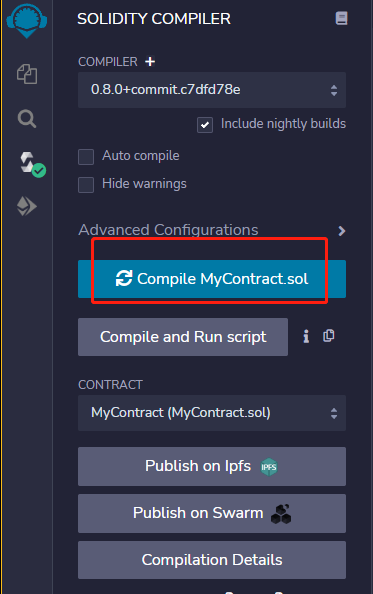 SOLIDITY COMPILER
COMPILER +
0.8.0+commit.c7dfd78e
Include nightly builds
Auto compile
Hide warnings
Advanced Configurations
Compile MyContract.sol
Compile and Run script
CONTRACT
MyContract (MyContract.sol)
Publish on Ipfs IPFS
Publish on Swarm
Compilation Details